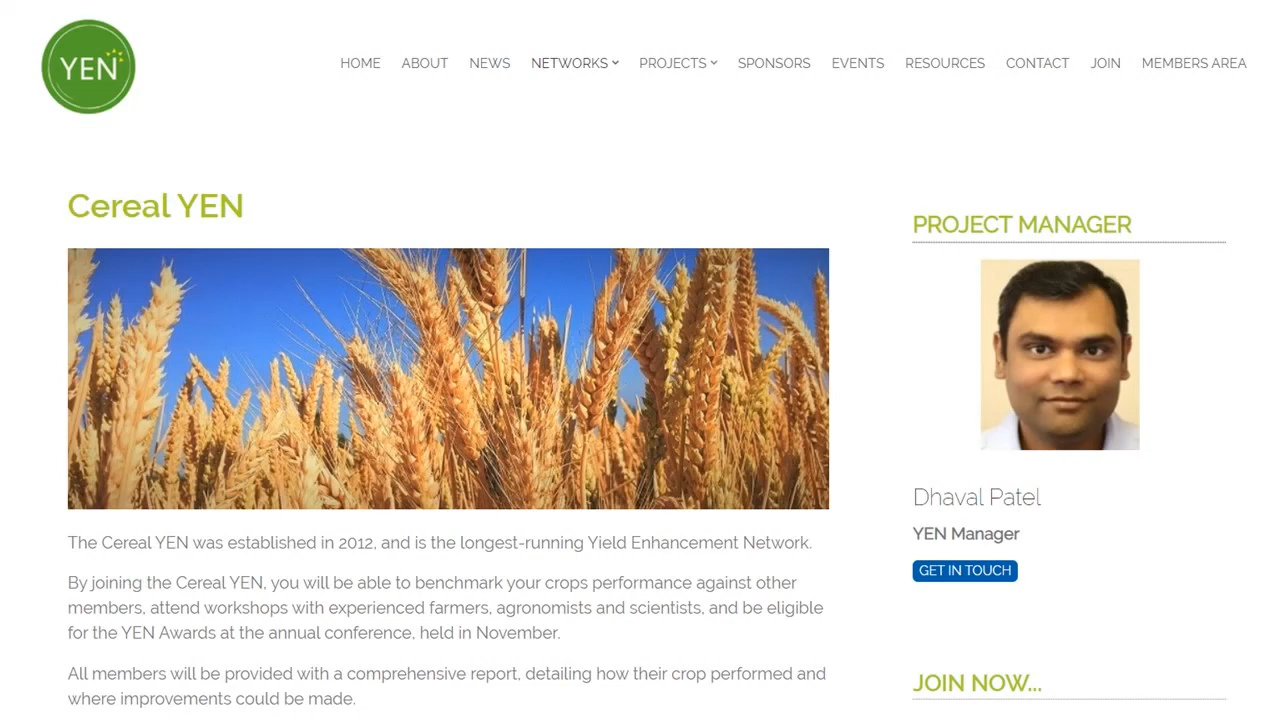 YEN
HOME ABOUT NEWS NETWORKS PROJECTS SPONSORS EVENTS RESOURCES CONTACT JOIN MEMBERS AREA
Cereal YEN
The Cereal YEN was established in 2012, and is the longest-running Yield Enhancement Network.
By joining the Cereal YEN, you will be able to benchmark your crops performance against other
members, attend workshops with experienced farmers, agronomists and scientists, and be eligible
for the YEN Awards at the annual conference, held in November.
All members will be provided with a comprehensive report, detailing how their crop performed and
where improvements could be made.
PROJECT MANAGER
Dhaval Patel
YEN Manager
GET IN TOUCH
JOIN NOW...